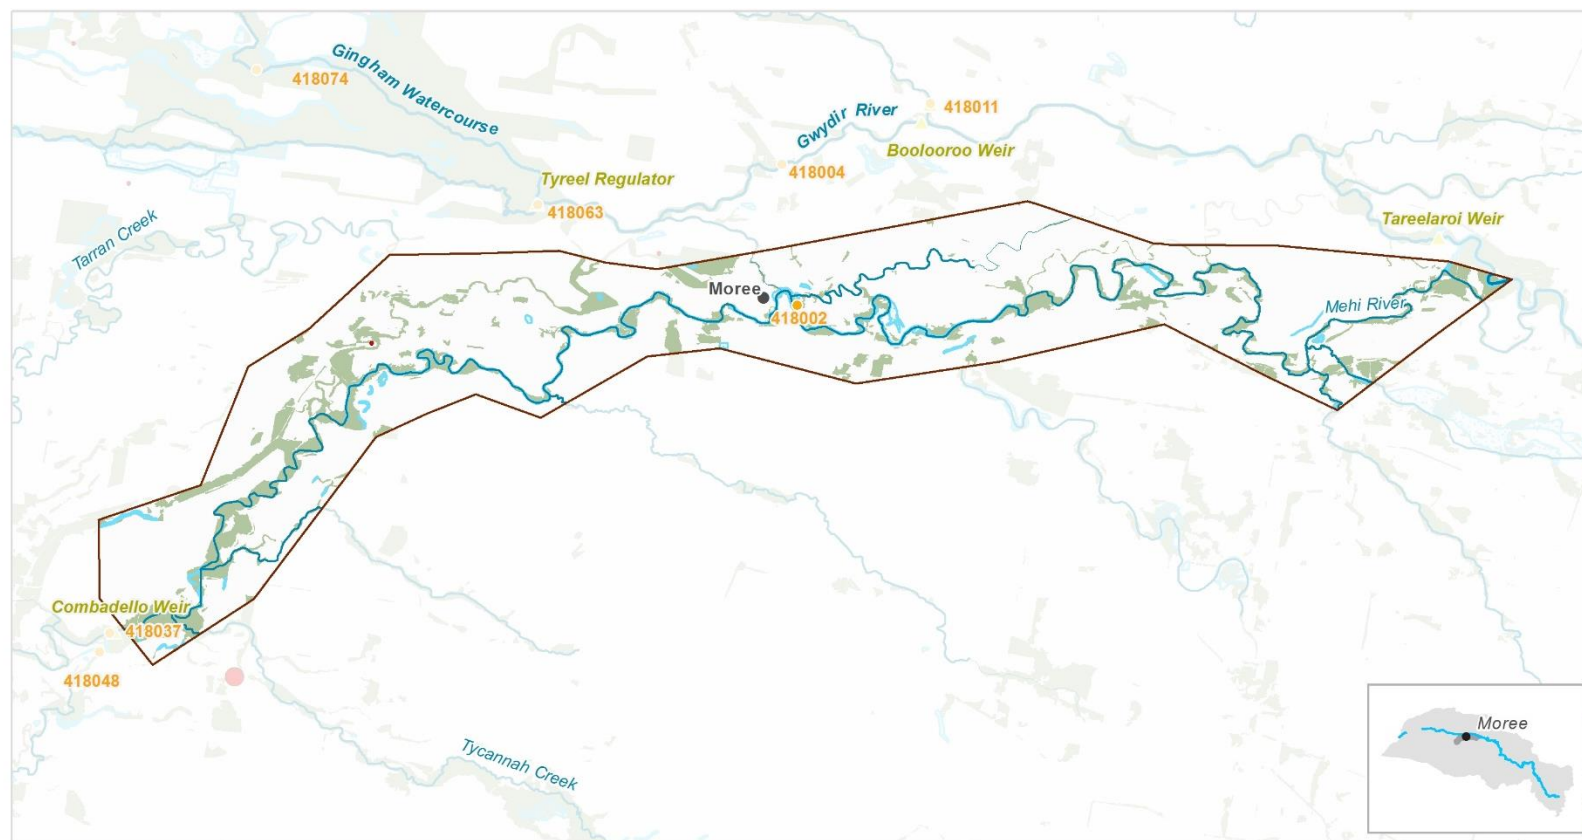 Gingham Watercourse
418074
Gwydir River
418011
Boolooroo Weir
418004
Tyreel Regulator
418063
Tareelaroi Weir
Tarran Creek
Moree
418002
Mehi River
Combadello Weir
418037
418048
Tycannah Creek
Moree